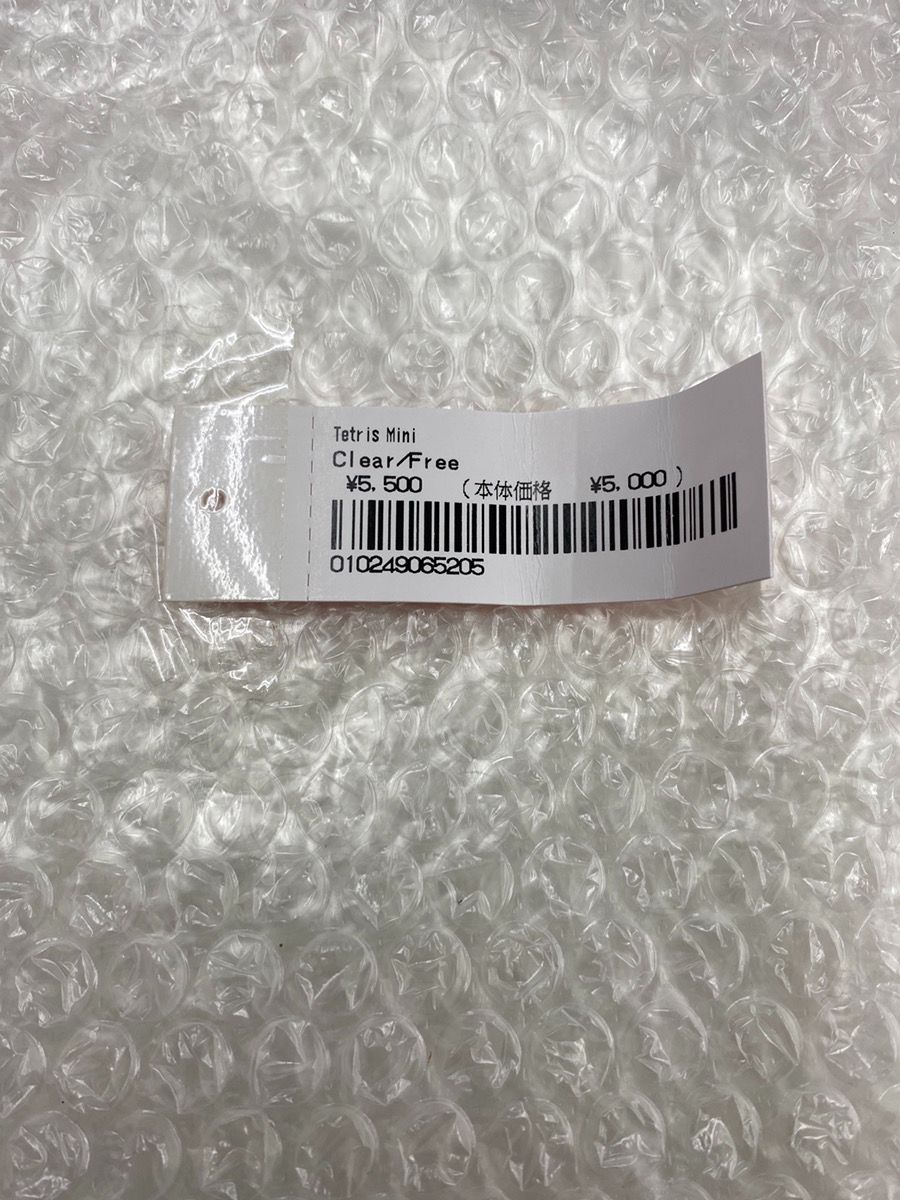 Tetris Mini
Clear/Free
¥5,500 (本体価格 ¥5,000)
010249065205